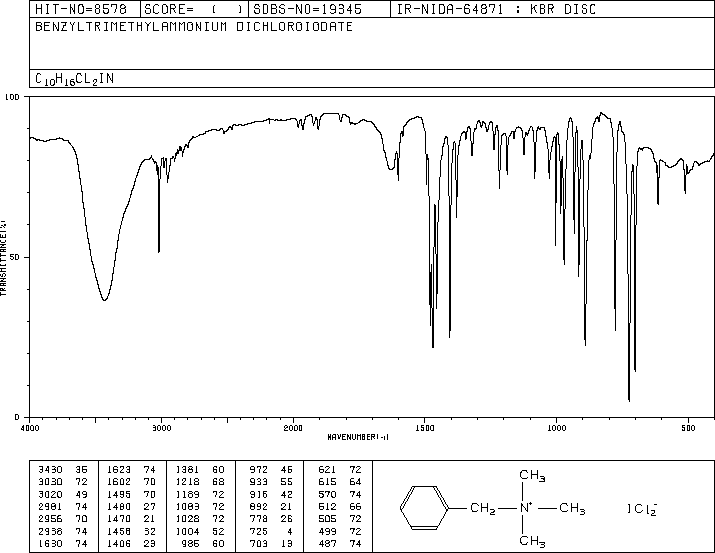 HIT-NO=8578 SCORE= ( ) SDBS-NO=19345 IR-NIDA-64871 : KBR DISC
BENZYLTRIMETHYLAMMONIUM DICHLOROIODATE
C10H16CL2IN
100
50
0
TRANSMITTANCE(%)
4000 3000 2000 1500 1000 500
WAVENUMBER(-1)
3430 35 1623 74 1381 60 972 46 621 72
3030 72 1602 70 1218 68 933 55 615 64
3020 49 1495 70 1189 72 916 42 570 74
2981 74 1480 27 1083 72 892 21 512 66
2956 70 1470 21 1028 72 778 26 505 72
2938 74 1458 32 1004 52 725 4 499 72
1630 74 1406 23 985 60 703 13 487 74
CH3
CH2 N+ CH3
CH3
ICl2-